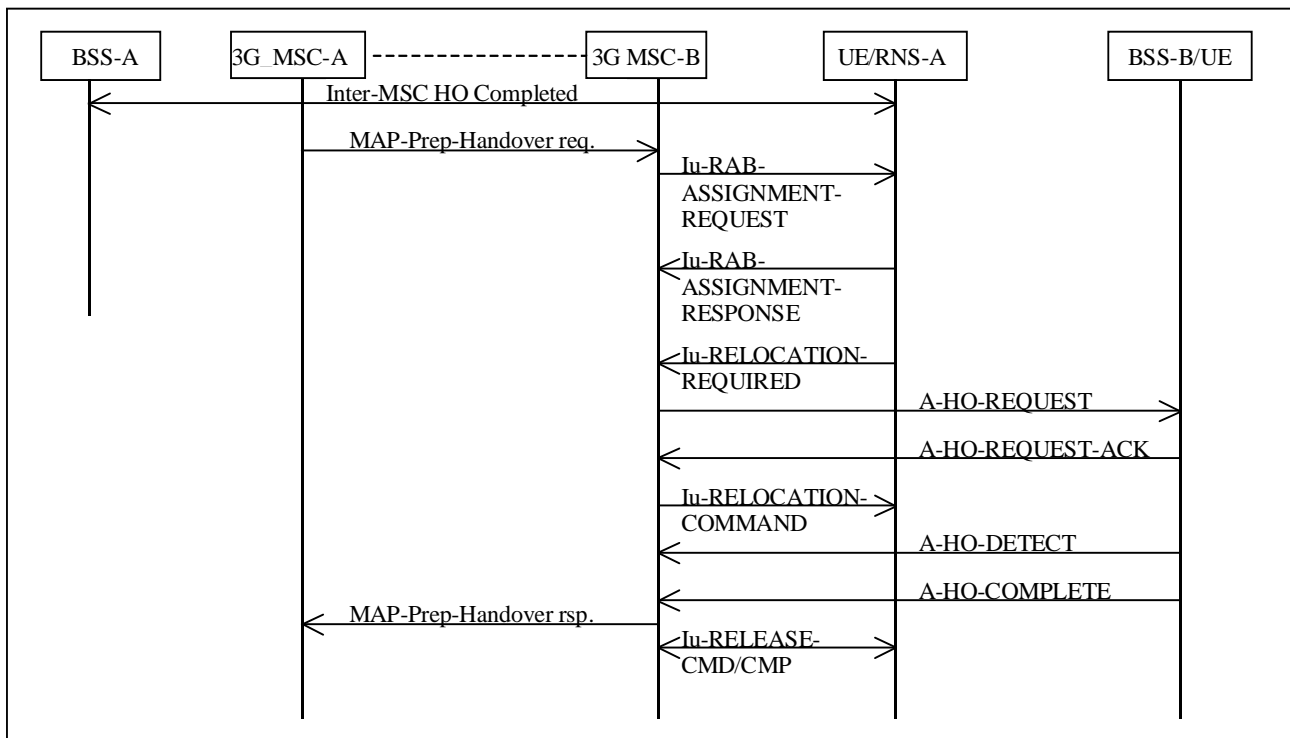 BSS-A
3G_MSC-A
3G MSC-B
UE/RNS-A
BSS-B/UE
Inter-MSC HO Completed
MAP-Prep-Handover req.
Iu-RAB-
ASSIGNMENT-
REQUEST
Iu-RAB-
ASSIGNMENT-
RESPONSE
Iu-RELOCATION-
REQUIRED
A-HO-REQUEST
A-HO-REQUEST-ACK
Iu-RELOCATION-
COMMAND
A-HO-DETECT
A-HO-COMPLETE
MAP-Prep-Handover rsp.
Iu-RELEASE-
CMD/CMP